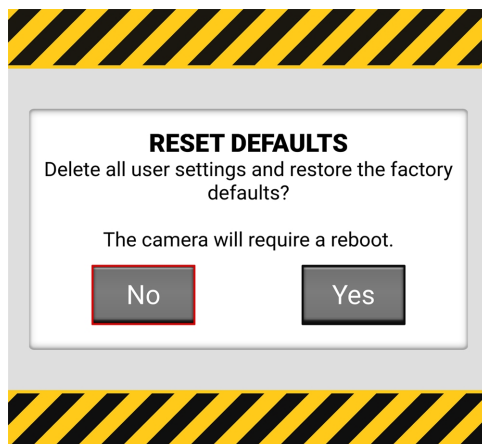 RESET DEFAULTS
Delete all user settings and restore the factory
defaults?
The camera will require a reboot.
No
Yes